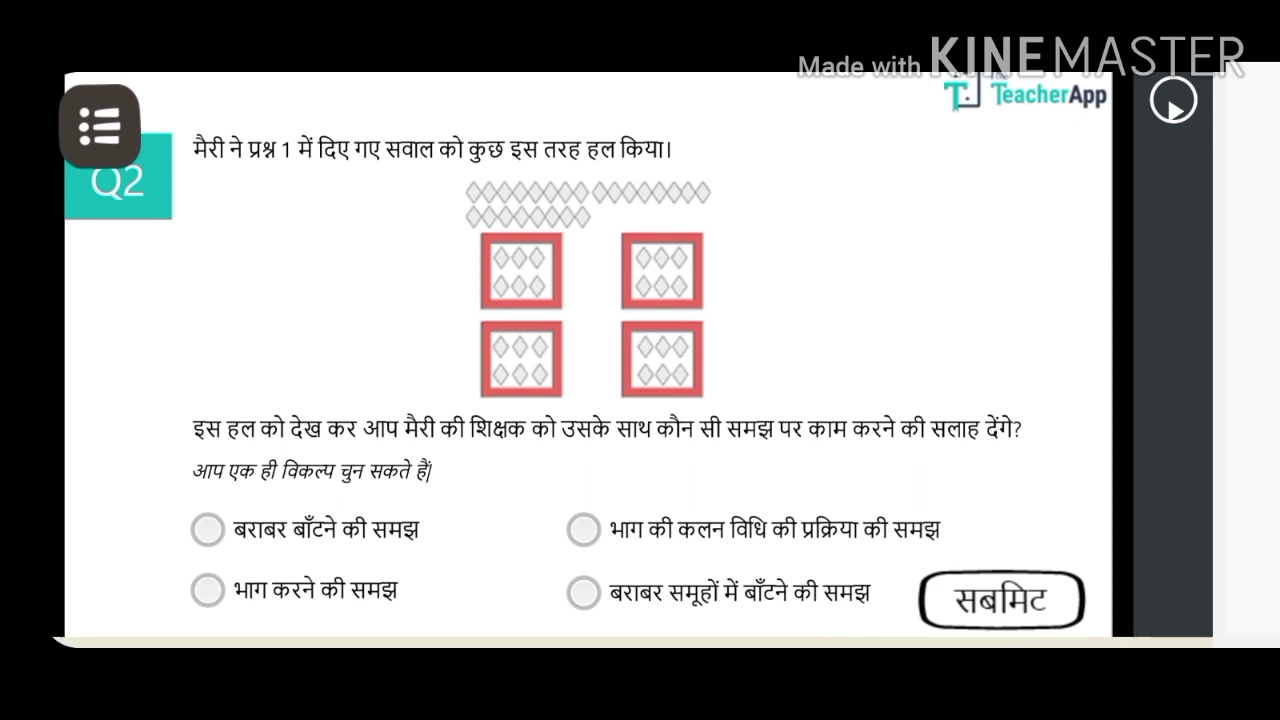 Made with KINEMASTER
TeacherApp
Q2
मैरी ने प्रश्न 1 में दिए गए सवाल को कुछ इस तरह हल किया।
इस हल को देख कर आप मैरी की शिक्षक को उसके साथ कौन सी समझ पर काम करने की सलाह देंगे?
आप एक ही विकल्प चुन सकते हैं|
बराबर बाँटने की समझ
भाग की कलन विधि की प्रक्रिया की समझ
भाग करने की समझ
बराबर समूहों में बाँटने की समझ
सबमिट